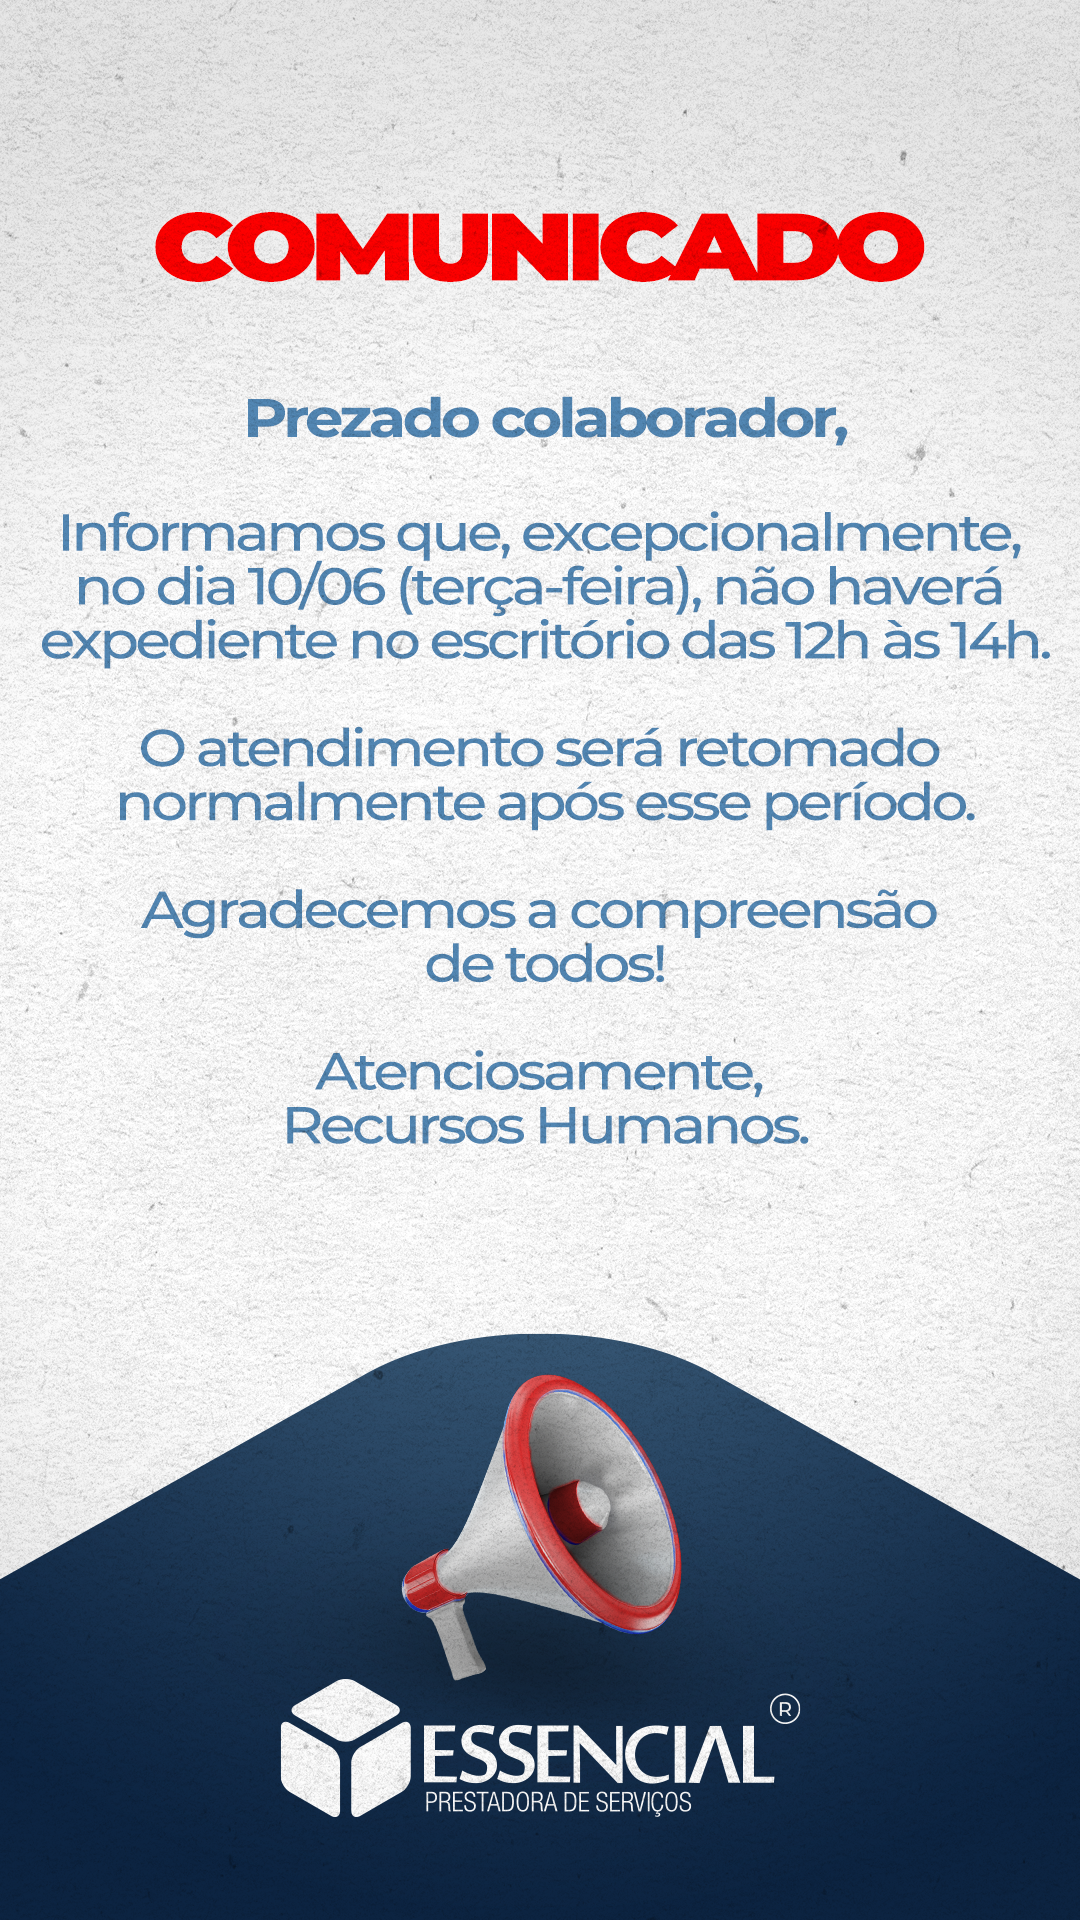 COMUNICADO
Prezado colaborador,
Informamos que, excepcionalmente,
no dia 10/06 (terça-feira), não haverá
expediente no escritório das 12h às 14h.
O atendimento será retomado
normalmente após esse período.
Agradecemos a compreensão
de todos!
Atenciosamente,
Recursos Humanos.
ESSENCIAL ®
PRESTADORA DE SERVIÇOS